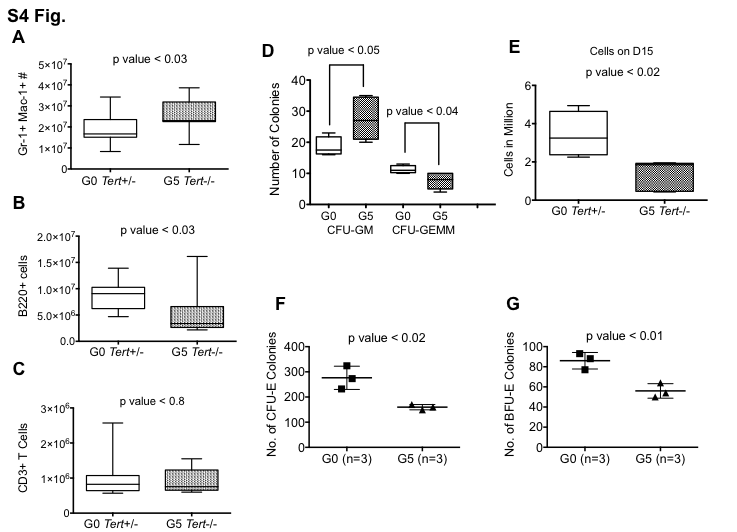 S4 Fig.
A
p value < 0.03
Gr-1+ Mac-1+ #
5×10⁷
4×10⁷
3×10⁷
2×10⁷
1×10⁷
0
G0 Tert+/- G5 Tert-/-
B
p value < 0.03
B220+ cells
2.0×10⁷
1.5×10⁷
1.0×10⁷
5.0×10⁶
0.0
G0 Tert+/- G5 Tert-/-
C
p value < 0.8
CD3+ T Cells
3×10⁶
2×10⁶
1×10⁶
0
G0 Tert+/- G5 Tert-/-
D
p value < 0.05
p value < 0.04
Number of Colonies
40
30
20
10
0
G0 G5 G0 G5
CFU-GM CFU-GEMM
E
Cells on D15
p value < 0.02
Cells in Million
6
4
2
0
G0 Tert+/- G5 Tert-/-
F
p value < 0.02
No. of CFU-E Colonies
400
300
200
100
0
G0 (n=3) G5 (n=3)
G
p value < 0.01
No. of BFU-E Colonies
100
80
60
40
20
0
G0 (n=3) G5 (n=3)